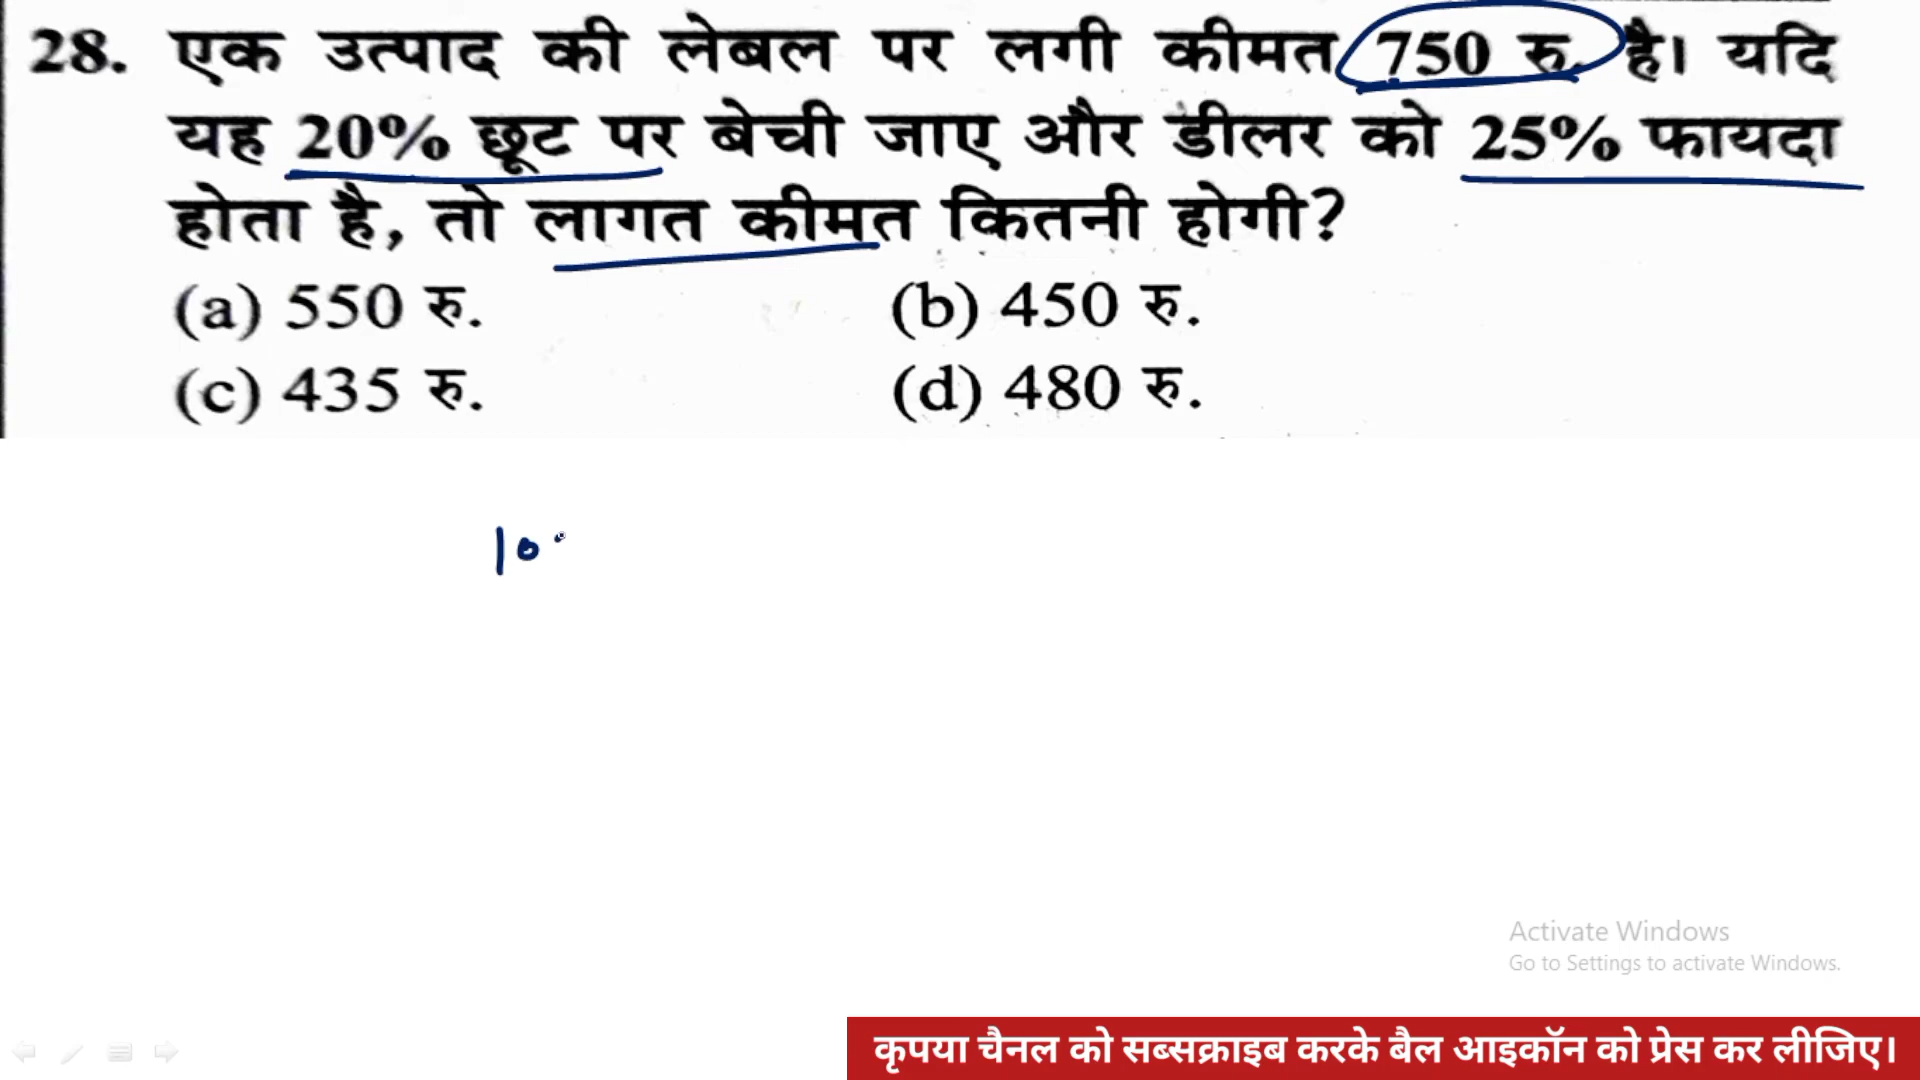 28. एक उत्पाद की लेबल पर लगी कीमत 750 रु. है। यदि
यह 20% छूट पर बेची जाए और डीलर को 25% फायदा
होता है, तो लागत कीमत कितनी होगी?
(a) 550 रु. (b) 450 रु.
(c) 435 रु. (d) 480 रु.
10
Activate Windows
Go to Settings to activate Windows.
कृपया चैनल को सब्सक्राइब करके बैल आइकॉन को प्रेस कर लीजिए।